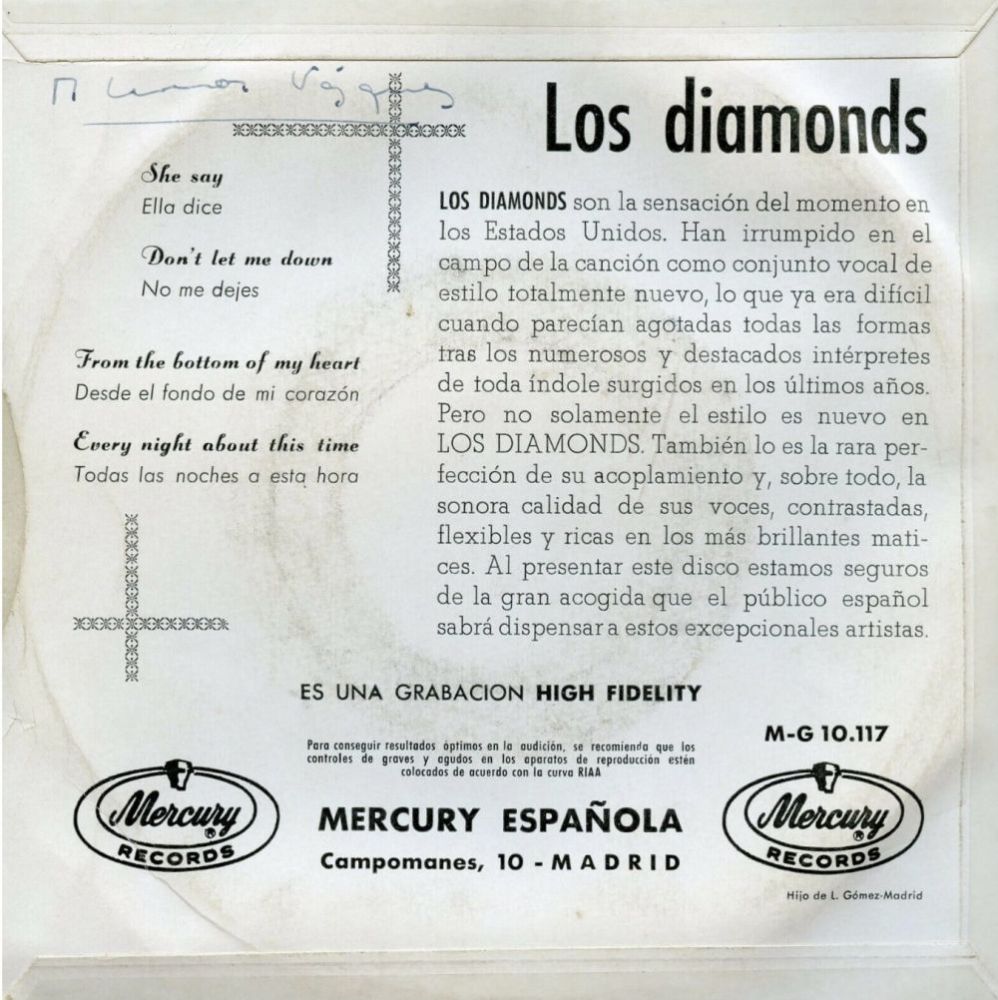 Los diamonds
She say
Ella dice
Don't let me down
No me dejes
From the bottom of my heart
Desde el fondo de mi corazón
Every night about this time
Todas las noches a esta hora
LOS DIAMONDS son la sensación del momento en
los Estados Unidos. Han irrumpido en el
campo de la canción como conjunto vocal de
estilo totalmente nuevo, lo que ya era difícil
cuando parecían agotadas todas las formas
tras los numerosos y destacados intérpretes
de toda índole surgidos en los últimos años.
Pero no solamente el estilo es nuevo en
LOS DIAMONDS. También lo es la rara per-
fección de su acoplamiento y, sobre todo, la
sonora calidad de sus voces, contrastadas,
flexibles y ricas en los más brillantes mati-
ces. Al presentar este disco estamos seguros
de la gran acogida que el público español
sabrá dispensar a estos excepcionales artistas.
ES UNA GRABACION HIGH FIDELITY
M-G 10.117
Para conseguir resultados óptimos en la audición, se recomienda que los
controles de graves y agudos en los aparatos de reproducción estén
colocados de acuerdo con la curva RIAA
Mercury ®
RECORDS
MERCURY ESPAÑOLA
Campomanes, 10 - MADRID
Mercury ®
RECORDS
Hijo de L. Gómez-Madrid